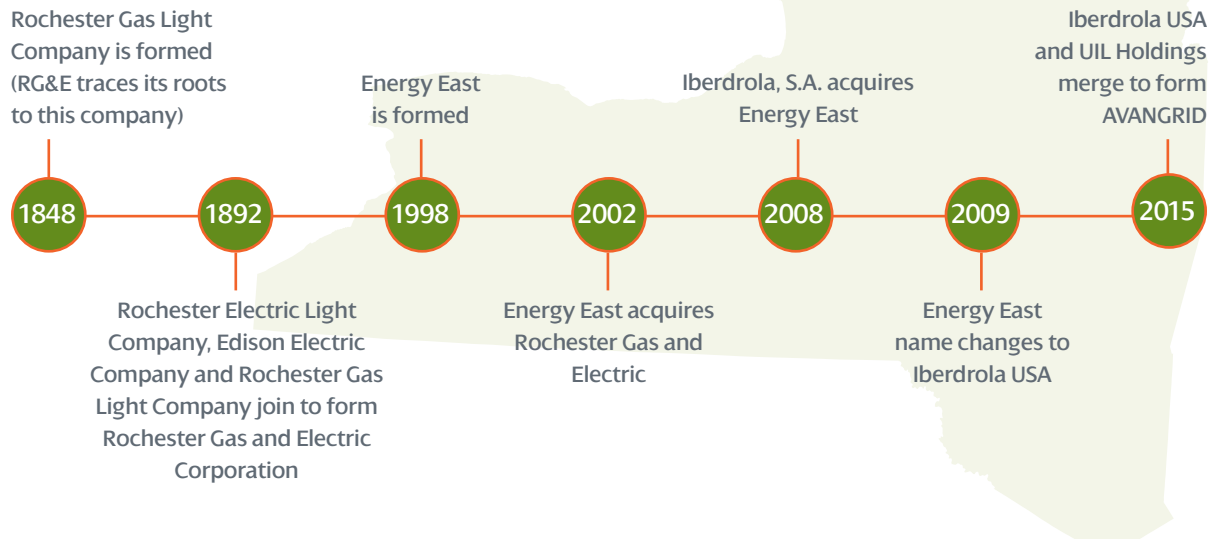 Rochester Gas Light
Company is formed
(RG&E traces its roots
to this company)
1848
1892
Rochester Electric Light
Company, Edison Electric
Company and Rochester Gas
Light Company join to form
Rochester Gas and Electric
Corporation
Energy East
is formed
1998
2002
Energy East acquires
Rochester Gas and
Electric
Iberdrola, S.A. acquires
Energy East
2008
2009
Energy East
name changes to
Iberdrola USA
Iberdrola USA
and UIL Holdings
merge to form
AVANGRID
2015